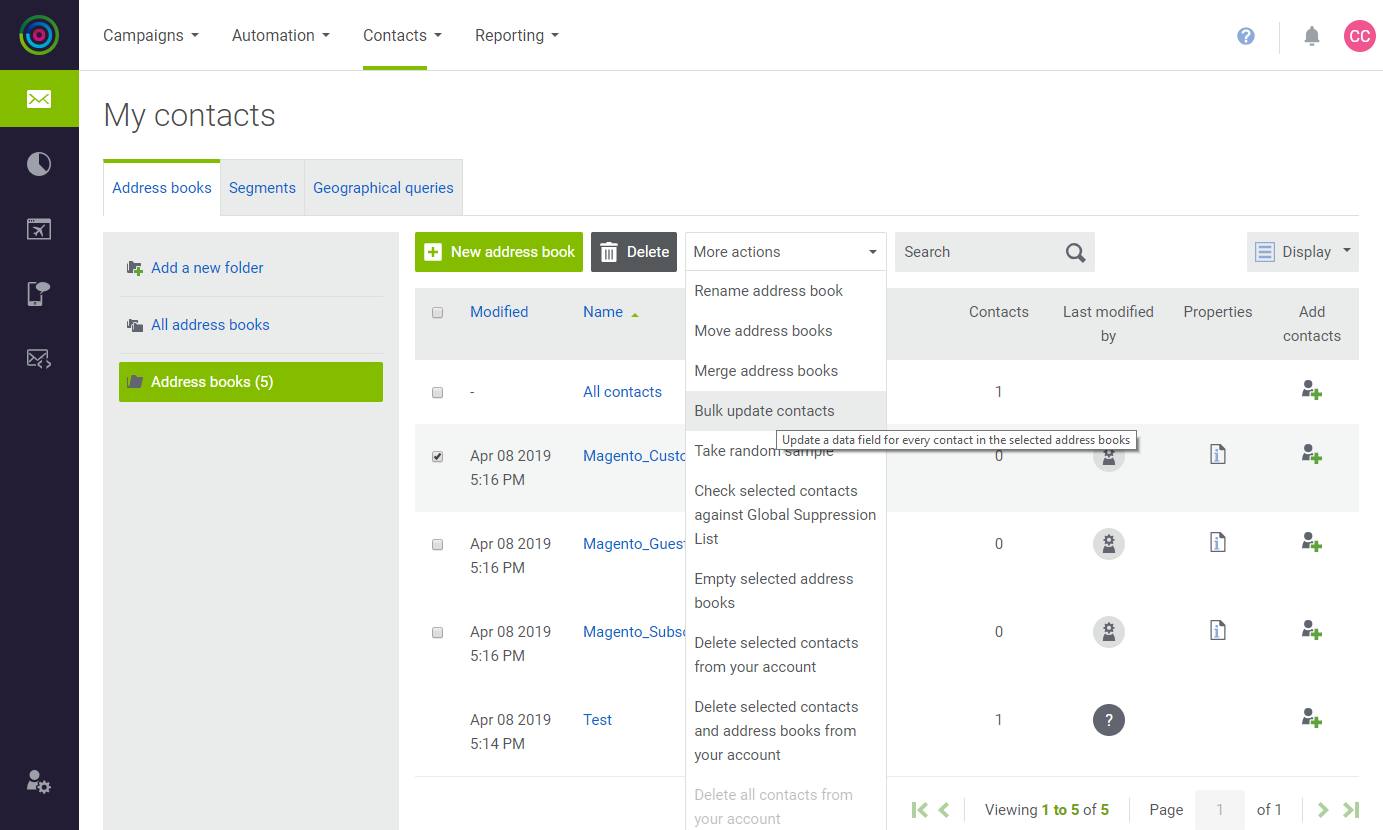 Campaigns
Automation
Contacts
Reporting
?
CC
My contacts
Address books
Segments
Geographical queries
Add a new folder
All address books
Address books (5)
New address book
Delete
More actions
Search
Display
Rename address book
Move address books
Merge address books
Bulk update contacts
Update a data field for every contact in the selected address books
Take random sample
Check selected contacts
against Global Suppression
List
Empty selected address
books
Delete selected contacts
from your account
Delete selected contacts
and address books from
your account
Delete all contacts from
your account
Modified
Name
Contacts
Last modified
by
Properties
Add
contacts
-
All contacts
1
Apr 08 2019
5:16 PM
Magento_Custo
0
Apr 08 2019
5:16 PM
Magento_Gues
0
Apr 08 2019
5:16 PM
Magento_Subs
0
Apr 08 2019
5:14 PM
Test
1
?
Viewing 1 to 5 of 5
Page
1
of 1